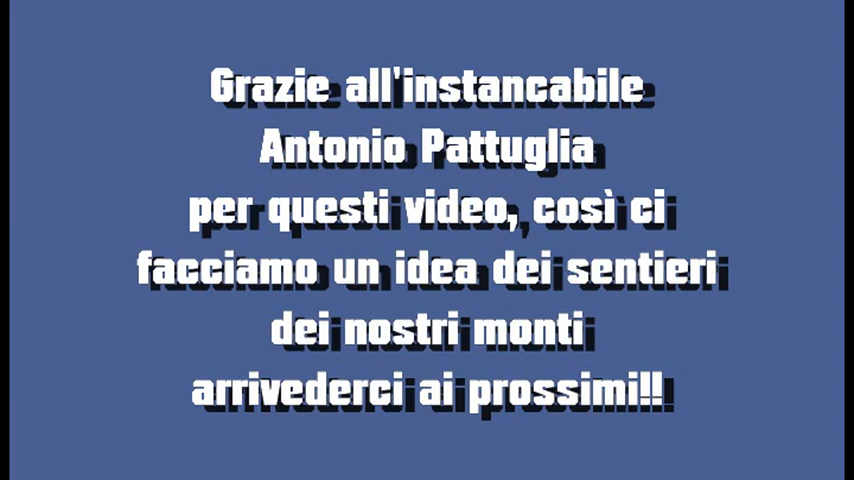 Grazie all'instancabile
Antonio Pattuglia
per questi video, così ci
facciamo un idea dei sentieri
dei nostri monti
arrivederci ai prossimi!!